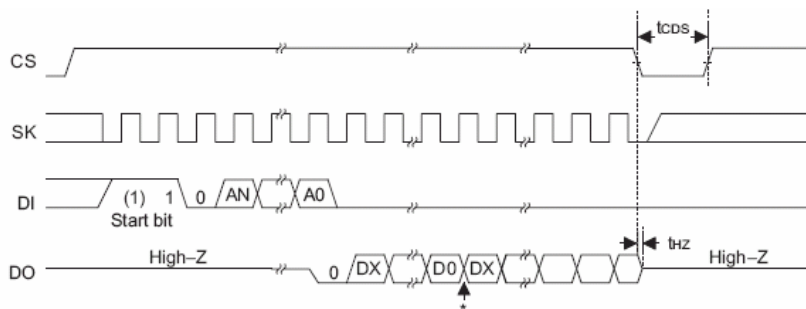 tCDS
CS
SK
DI (1) 1 0 AN A0
Start bit
tHZ
DO High–Z 0 DX D0 DX High–Z
*